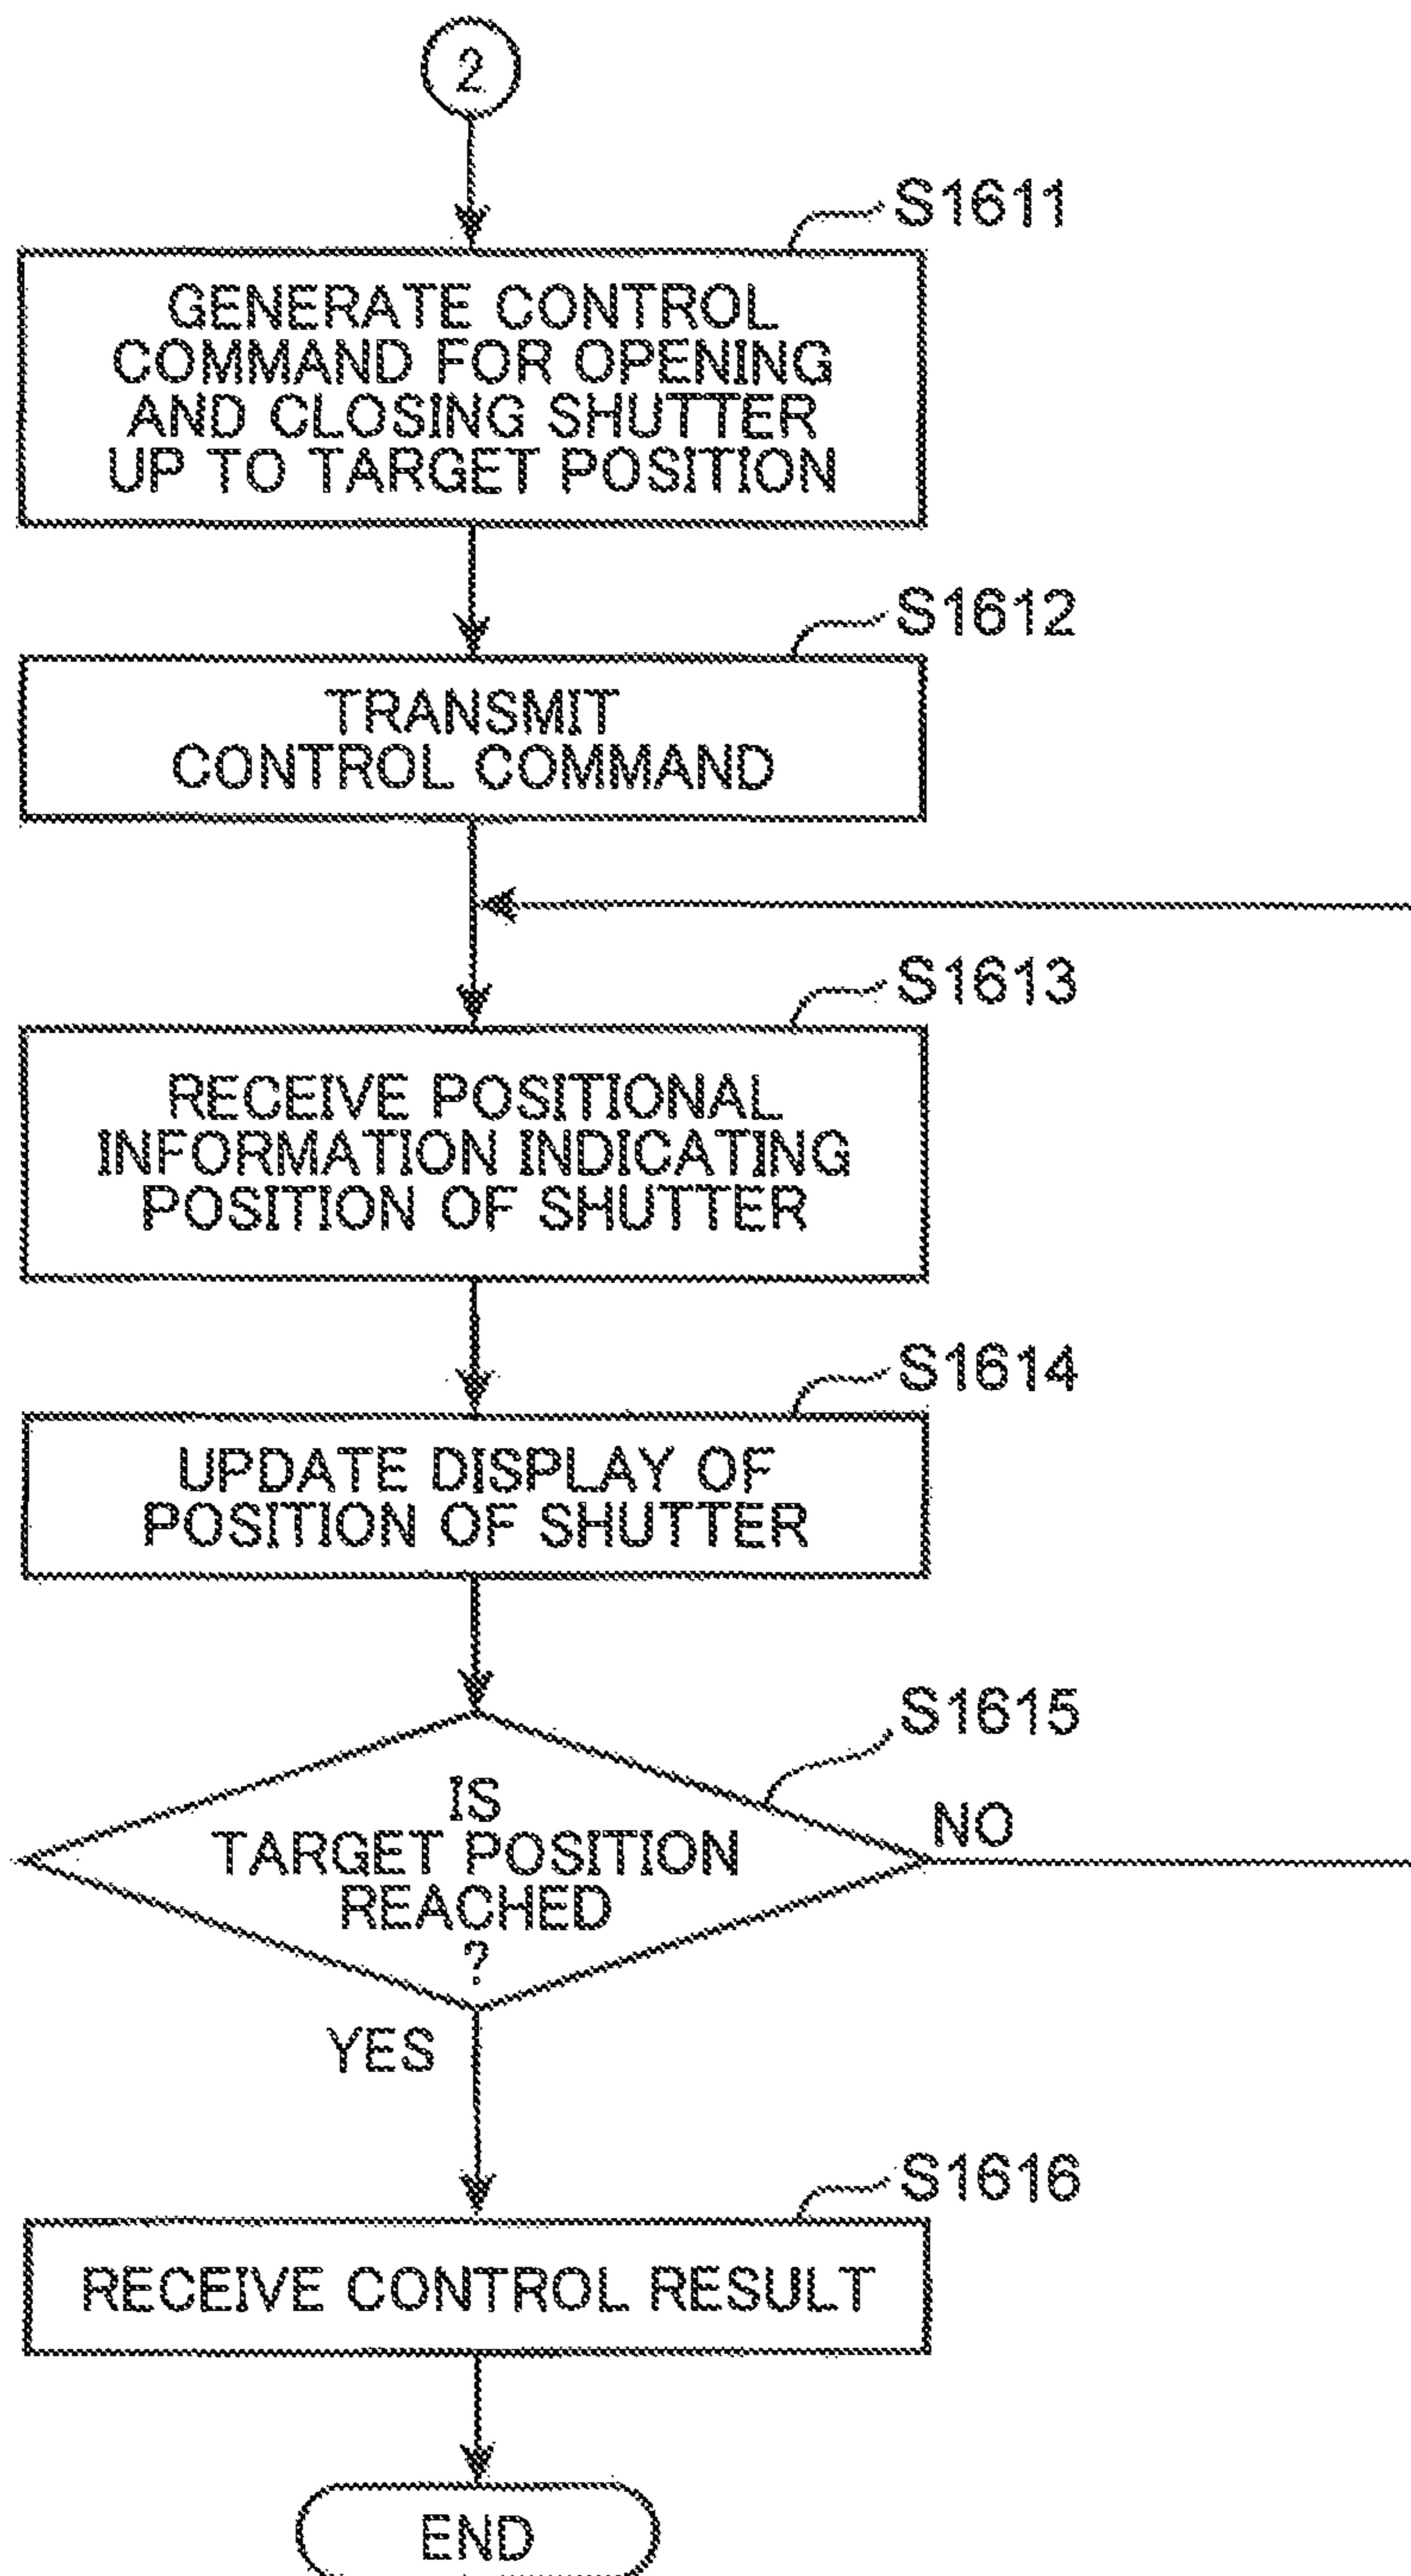 2
S1611
GENERATE CONTROL
COMMAND FOR OPENING
AND CLOSING SHUTTER
UP TO TARGET POSITION
S1612
TRANSMIT
CONTROL COMMAND
S1613
RECEIVE POSITIONAL
INFORMATION INDICATING
POSITION OF SHUTTER
S1614
UPDATE DISPLAY OF
POSITION OF SHUTTER
S1615
IS
TARGET POSITION
REACHED
?
NO
YES
S1616
RECEIVE CONTROL RESULT
END